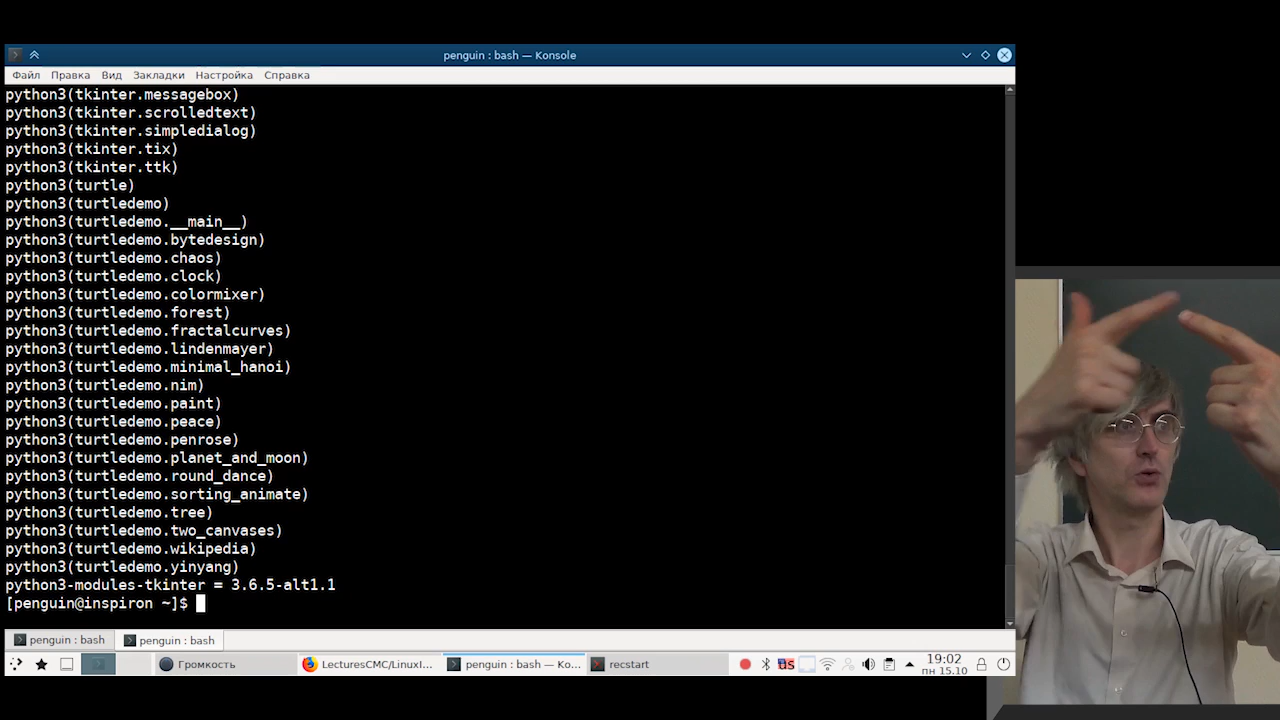 penguin : bash — Konsole
Файл Правка Вид Закладки Настройка Справка
python3(tkinter.messagebox)
python3(tkinter.scrolledtext)
python3(tkinter.simpledialog)
python3(tkinter.tix)
python3(tkinter.ttk)
python3(turtle)
python3(turtledemo)
python3(turtledemo.__main__)
python3(turtledemo.bytedesign)
python3(turtledemo.chaos)
python3(turtledemo.clock)
python3(turtledemo.colormixer)
python3(turtledemo.forest)
python3(turtledemo.fractalcurves)
python3(turtledemo.lindenmayer)
python3(turtledemo.minimal_hanoi)
python3(turtledemo.nim)
python3(turtledemo.paint)
python3(turtledemo.peace)
python3(turtledemo.penrose)
python3(turtledemo.planet_and_moon)
python3(turtledemo.round_dance)
python3(turtledemo.sorting_animate)
python3(turtledemo.tree)
python3(turtledemo.two_canvases)
python3(turtledemo.wikipedia)
python3(turtledemo.yinyang)
python3-modules-tkinter = 3.6.5-alt1.1
[penguin@inspiron ~]$
penguin : bash penguin : bash
Громкость LecturesCMC/LinuxI... penguin : bash — Ko... recstart us 19:02
пн 15.10